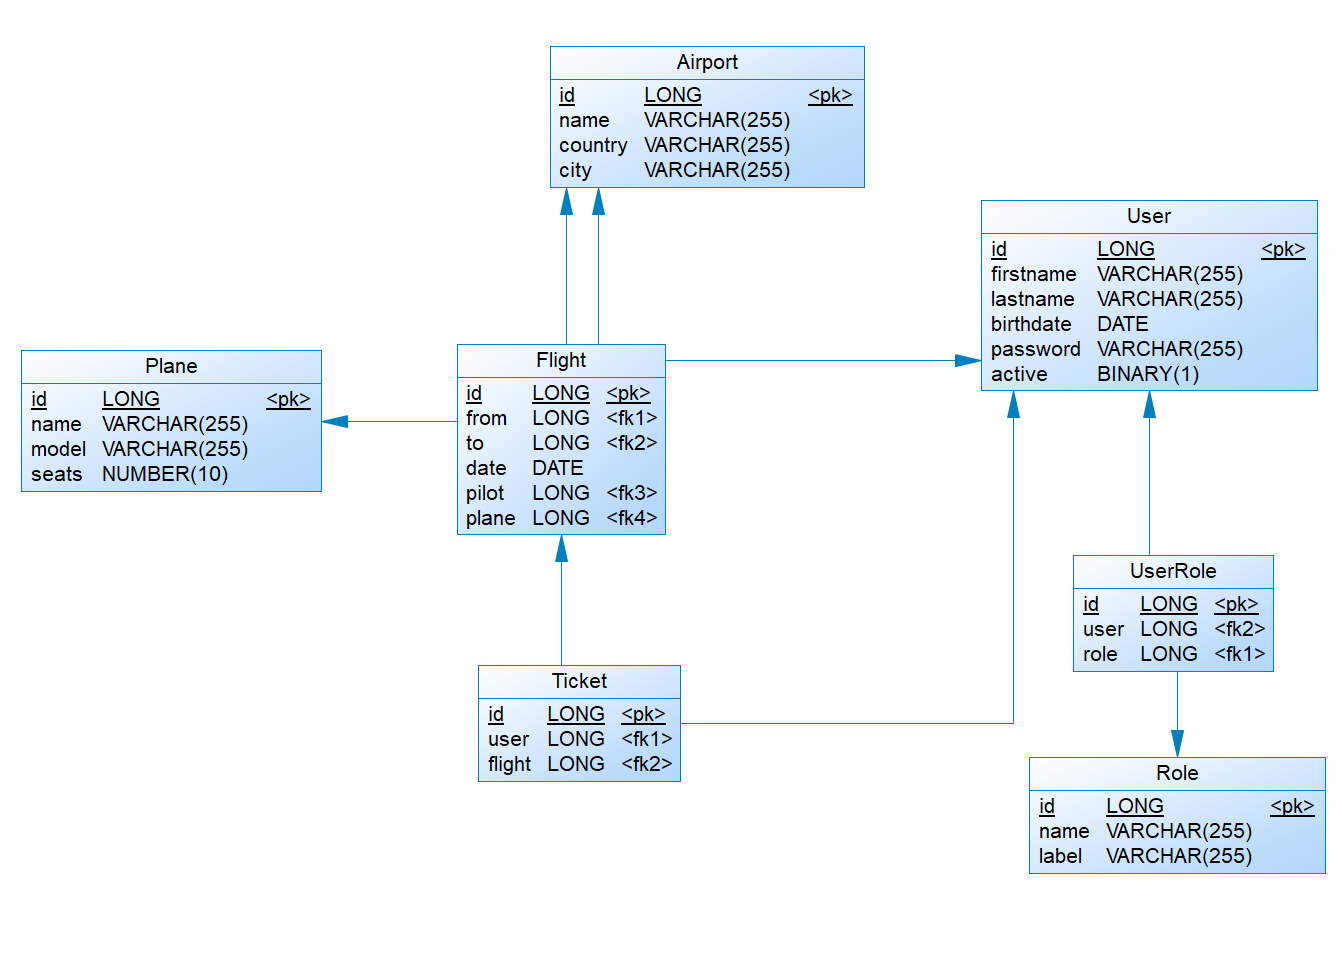 Airport
id LONG <pk>
name VARCHAR(255)
country VARCHAR(255)
city VARCHAR(255)
User
id LONG <pk>
firstname VARCHAR(255)
lastname VARCHAR(255)
birthdate DATE
password VARCHAR(255)
active BINARY(1)
Plane
id LONG <pk>
name VARCHAR(255)
model VARCHAR(255)
seats NUMBER(10)
Flight
id LONG <pk>
from LONG <fk1>
to LONG <fk2>
date DATE
pilot LONG <fk3>
plane LONG <fk4>
UserRole
id LONG <pk>
user LONG <fk2>
role LONG <fk1>
Ticket
id LONG <pk>
user LONG <fk1>
flight LONG <fk2>
Role
id LONG <pk>
name VARCHAR(255)
label VARCHAR(255)